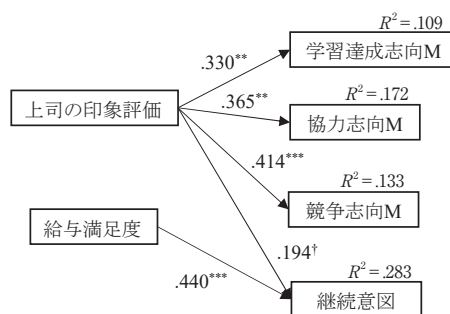 R² = .109
学習達成志向M
.330**
R² = .172
上司の印象評価
.365**
協力志向M
.414***
R² = .133
競争志向M
給与満足度
.194†
R² = .283
.440***
継続意図